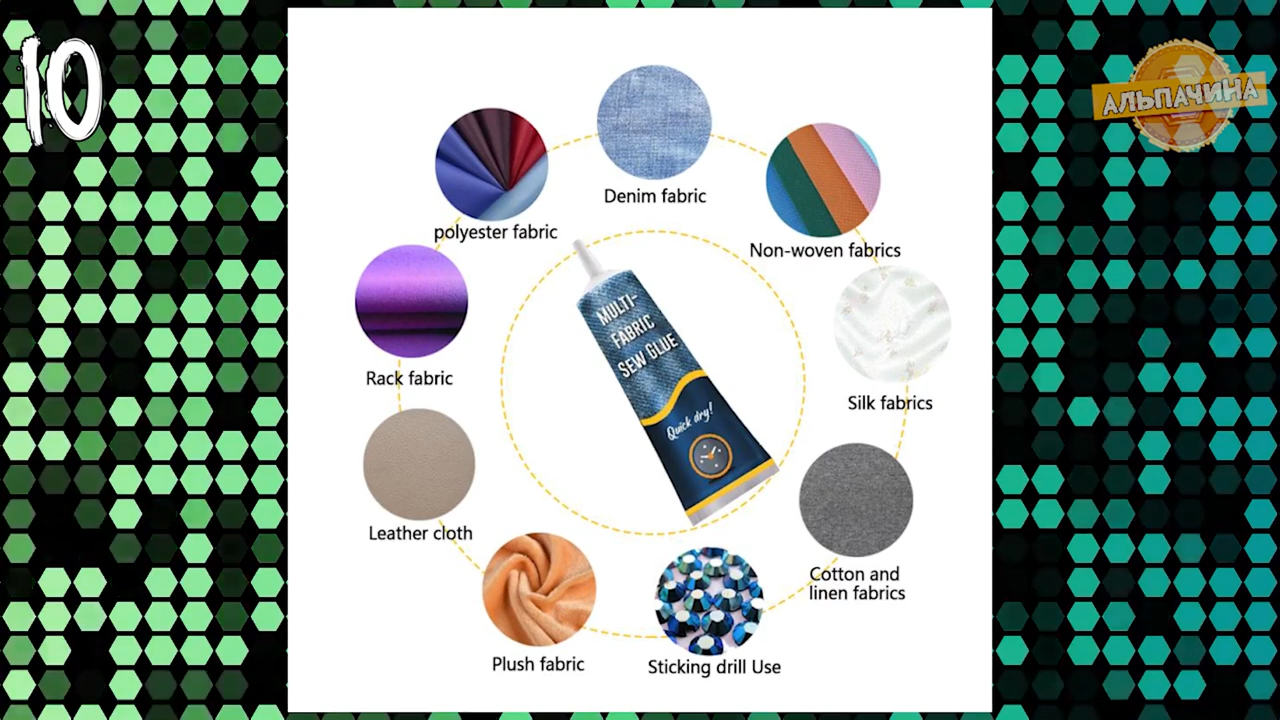 10
АЛЬПАЧИНА
Denim fabric
polyester fabric
Non-woven fabrics
Rack fabric
Silk fabrics
MULTI-
FABRIC
SEW GLUE
Quick dry!
Leather cloth
Cotton and
linen fabrics
Plush fabric
Sticking drill Use